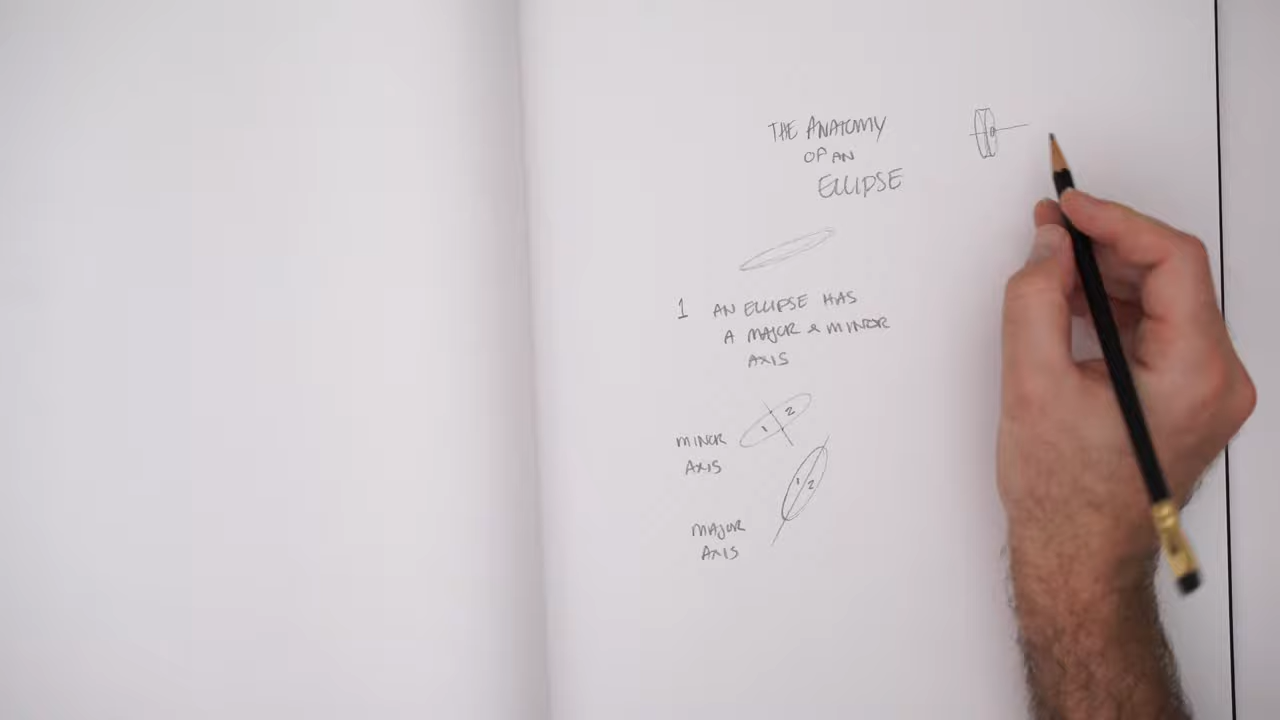 THE ANATOMY
OF AN
ELLIPSE
1 AN ELLIPSE HAS
A MAJOR & MINOR
AXIS
1 2
MINOR
AXIS
1 2
MAJOR
AXIS